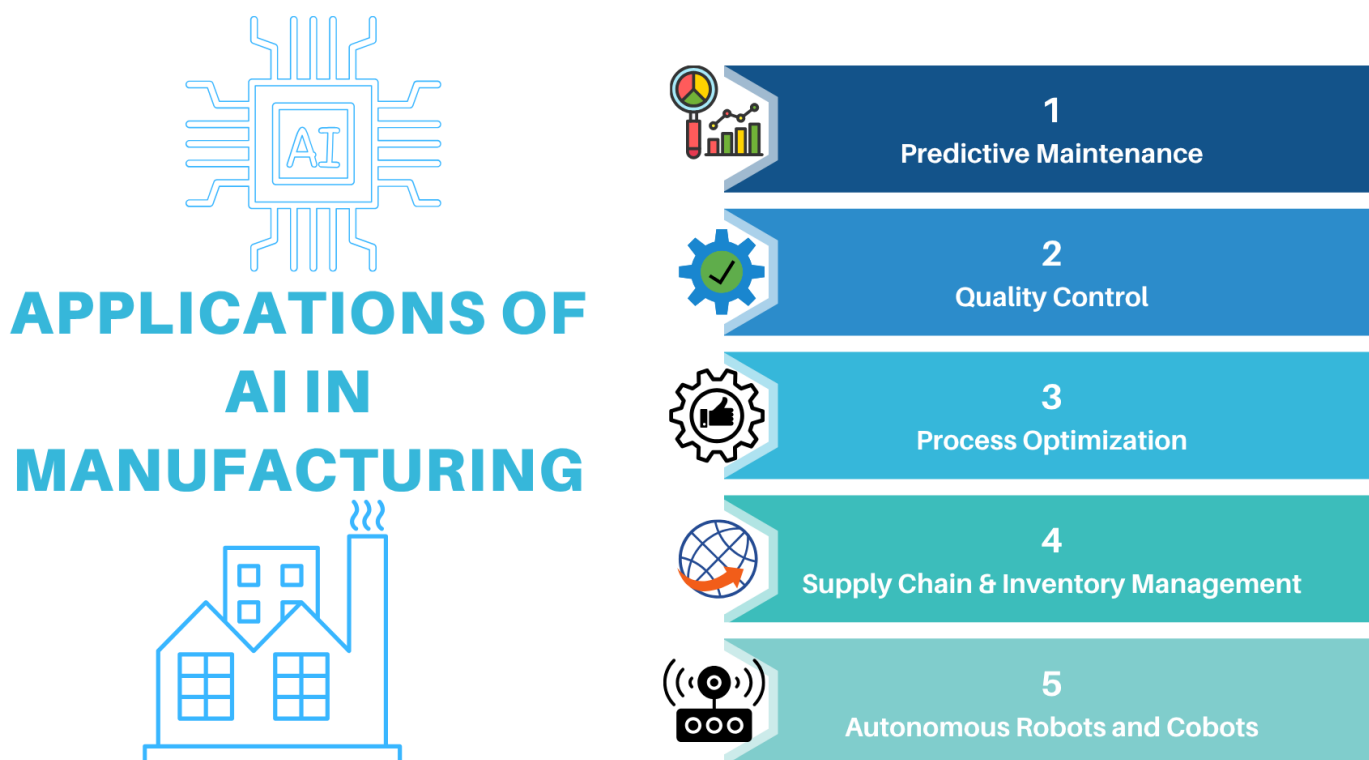 AI
APPLICATIONS OF
AI IN
MANUFACTURING
1
Predictive Maintenance
2
Quality Control
3
Process Optimization
4
Supply Chain & Inventory Management
5
Autonomous Robots and Cobots